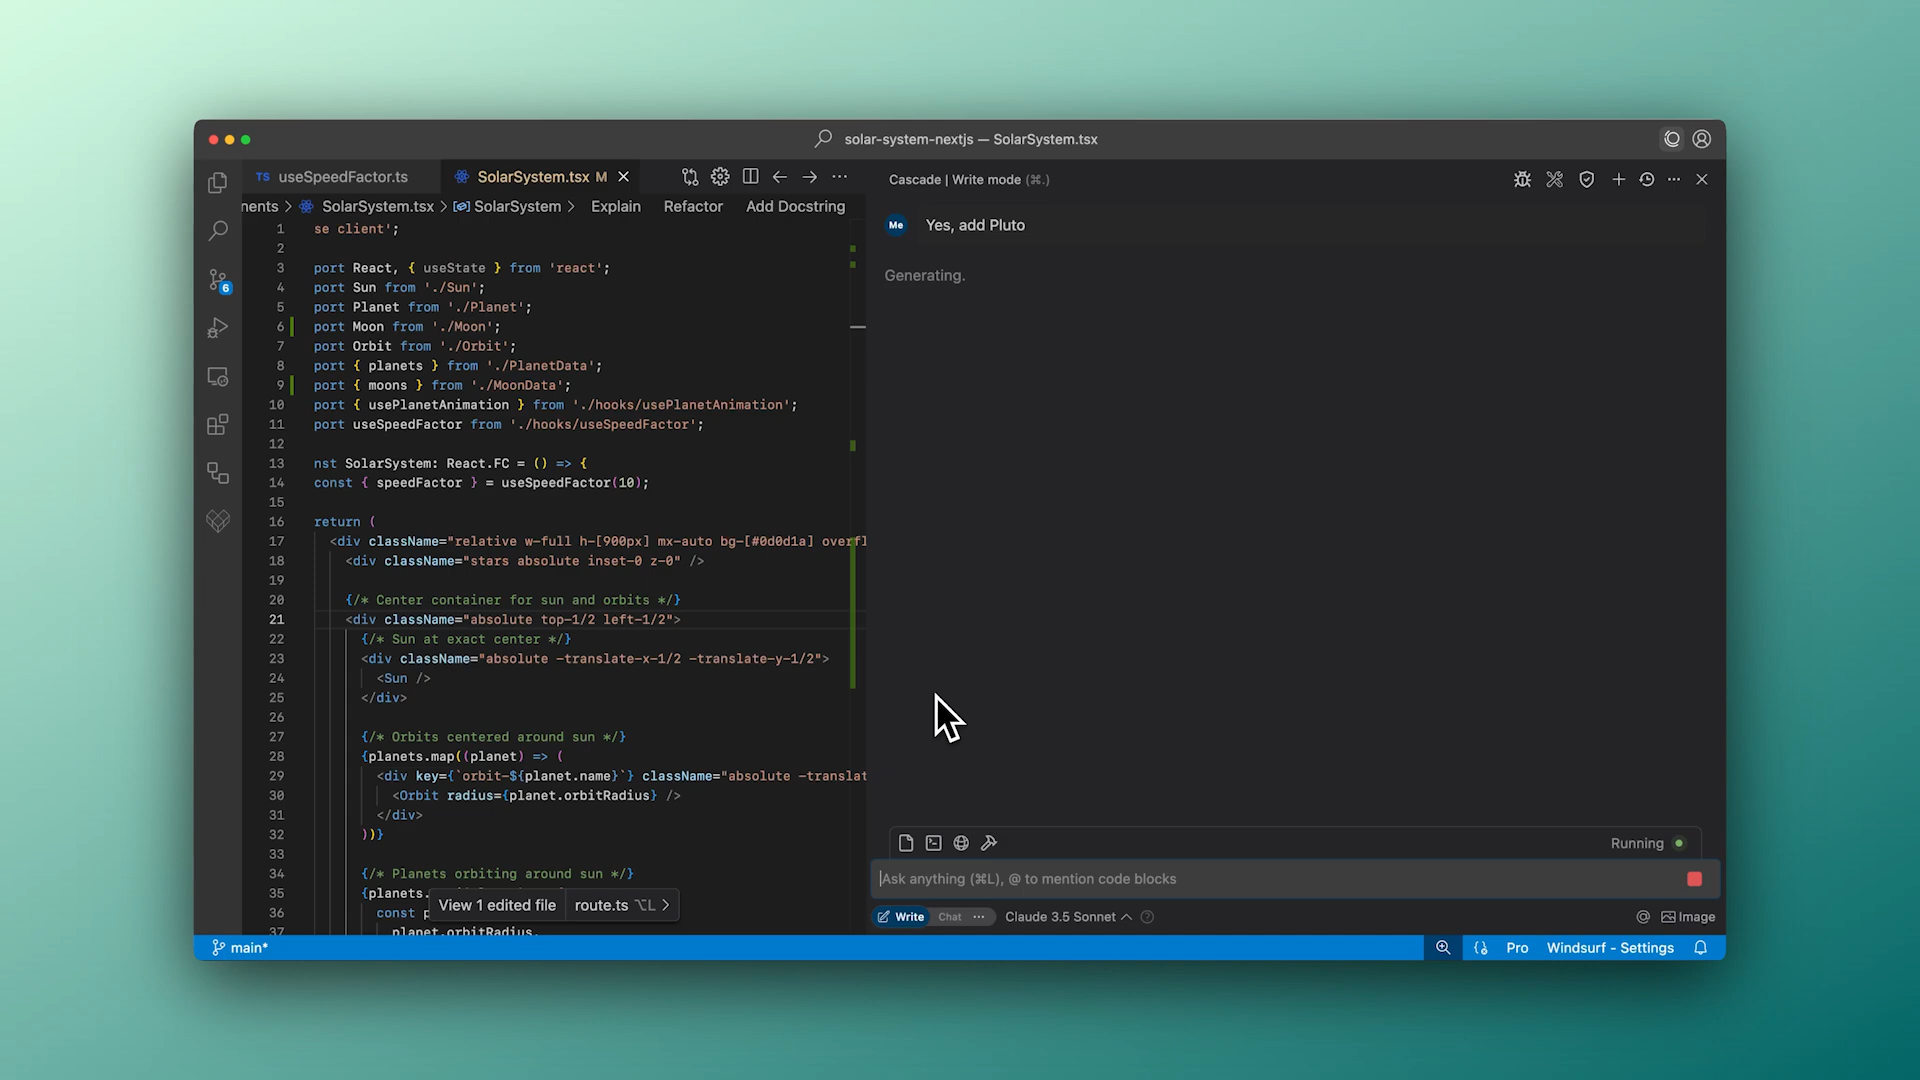 solar-system-nextjs — SolarSystem.tsx
TS useSpeedFactor.ts
SolarSystem.tsx M
nents > SolarSystem.tsx > SolarSystem > Explain Refactor Add Docstring
1 se client';
2
3 port React, { useState } from 'react';
4 port Sun from './Sun';
5 port Planet from './Planet';
6 port Moon from './Moon';
7 port Orbit from './Orbit';
8 port { planets } from './PlanetData';
9 port { moons } from './MoonData';
10 port { usePlanetAnimation } from './hooks/usePlanetAnimation';
11 port useSpeedFactor from './hooks/useSpeedFactor';
12
13 nst SolarSystem: React.FC = () => {
14 const { speedFactor } = useSpeedFactor(10);
15
16 return (
17 <div className="relative w-full h-[900px] mx-auto bg-[#0d0d1a] overfl
18 <div className="stars absolute inset-0 z-0" />
19
20 {/* Center container for sun and orbits */}
21 <div className="absolute top-1/2 left-1/2">
22 {/* Sun at exact center */}
23 <div className="absolute -translate-x-1/2 -translate-y-1/2">
24 <Sun />
25 </div>
26
27 {/* Orbits centered around sun */}
28 {planets.map((planet) => (
29 <div key={`orbit-${planet.name}`} className="absolute -translat
30 <Orbit radius={planet.orbitRadius} />
31 </div>
32 ))}
33
34 {/* Planets orbiting around sun */}
35 {planets.
36 const p
37 planet.orbitRadius,
View 1 edited file route.ts ⌥L >
6
Cascade | Write mode (⌘.)
Me Yes, add Pluto
Generating.
Running
Ask anything (⌘L), @ to mention code blocks
Write Chat ... Claude 3.5 Sonnet
@ Image
main*
Pro Windsurf - Settings